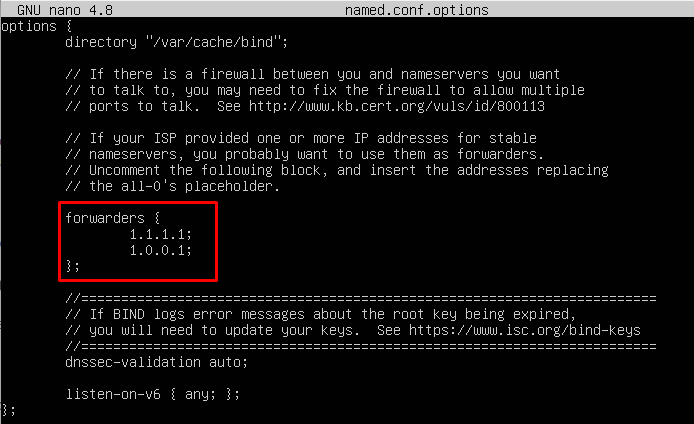 GNU nano 4.8 named.conf.options
options {
directory "/var/cache/bind";
// If there is a firewall between you and nameservers you want
// to talk to, you may need to fix the firewall to allow multiple
// ports to talk.  See http://www.kb.cert.org/vuls/id/800113
// If your ISP provided one or more IP addresses for stable
// nameservers, you probably want to use them as forwarders.
// Uncomment the following block, and insert the addresses replacing
// the all-0's placeholder.
forwarders {
1.1.1.1;
1.0.0.1;
};
//========================================================================
// If BIND logs error messages about the root key being expired,
// you will need to update your keys.  See https://www.isc.org/bind-keys
//========================================================================
dnssec-validation auto;
listen-on-v6 { any; };
};